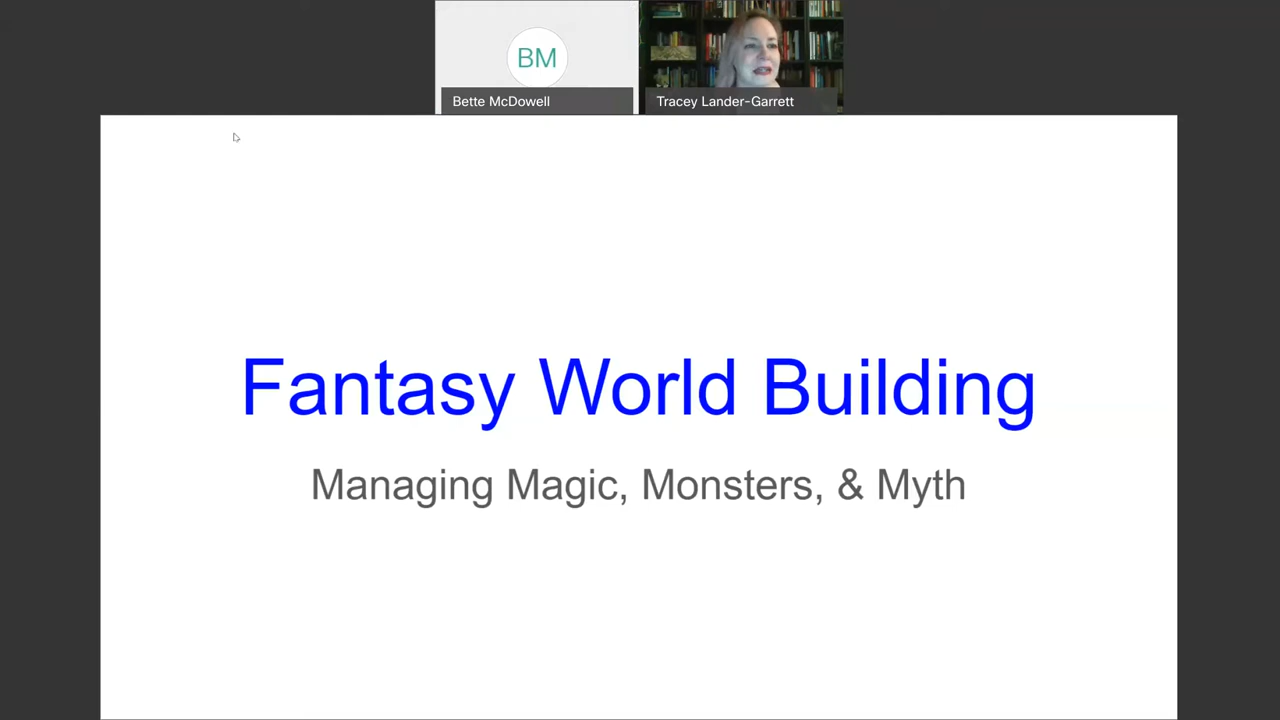 BM
Bette McDowell
Tracey Lander-Garrett
Fantasy World Building
Managing Magic, Monsters, & Myth